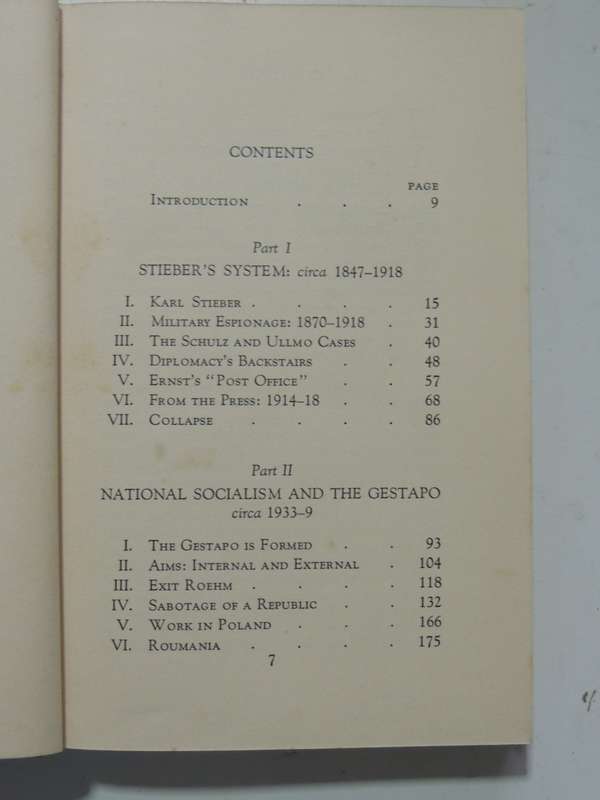 CONTENTS
PAGE
INTRODUCTION . . . 9
Part I
STIEBER'S SYSTEM: circa 1847–1918
I. KARL STIEBER . . . . 15
II. MILITARY ESPIONAGE: 1870–1918 . 31
III. THE SCHULZ AND ULLMO CASES . 40
IV. DIPLOMACY'S BACKSTAIRS . . 48
V. ERNST'S "POST OFFICE" . . 57
VI. FROM THE PRESS: 1914–18 . . 68
VII. COLLAPSE . . . . 86
Part II
NATIONAL SOCIALISM AND THE GESTAPO
circa 1933–9
I. THE GESTAPO IS FORMED . . 93
II. AIMS: INTERNAL AND EXTERNAL . 104
III. EXIT ROEHM . . . . 118
IV. SABOTAGE OF A REPUBLIC . . 132
V. WORK IN POLAND . . . 166
VI. ROUMANIA . . . . 175
7